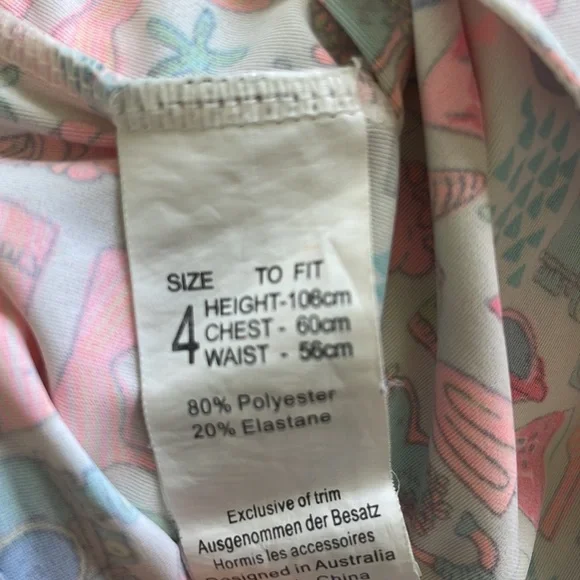 SIZE TO FIT
4 HEIGHT-106cm
CHEST - 60cm
WAIST - 56cm
80% Polyester
20% Elastane
Exclusive of trim
Ausgenommen der Besatz
Hormis les accessoires
Designed in Australia
China